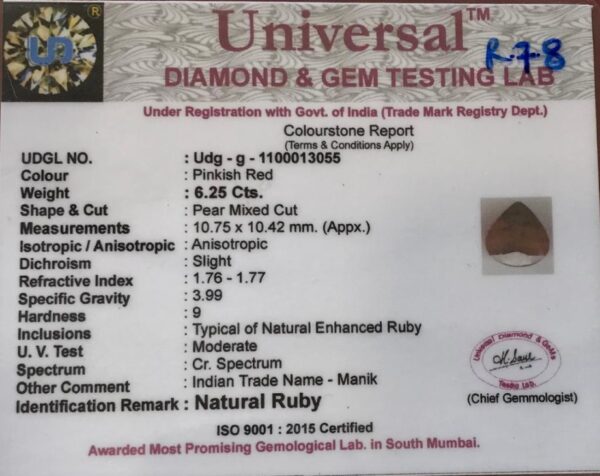 UD ®
Universal™
R-7-8
DIAMOND & GEM TESTING LAB
Under Registration with Govt. of India (Trade Mark Registry Dept.)
Colourstone Report
(Terms & Conditions Apply)
UDGL NO. : Udg - g - 1100013055
Colour : Pinkish Red
Weight : 6.25 Cts.
Shape & Cut : Pear Mixed Cut
Measurements : 10.75 x 10.42 mm. (Appx.)
Isotropic / Anisotropic : Anisotropic
Dichroism : Slight
Refractive Index : 1.76 - 1.77
Specific Gravity : 3.99
Hardness : 9
Inclusions : Typical of Natural Enhanced Ruby
U. V. Test : Moderate
Spectrum : Cr. Spectrum
Other Comment : Indian Trade Name - Manik
Identification Remark : Natural Ruby
Universal Diamond & Gems
Testing Lab.
(Chief Gemmologist)
ISO 9001 : 2015 Certified
Awarded Most Promising Gemological Lab. in South Mumbai.